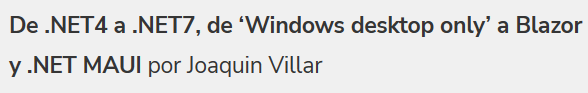 De .NET4 a .NET7, de ‘Windows desktop only’ a Blazor
y .NET MAUI por Joaquin Villar